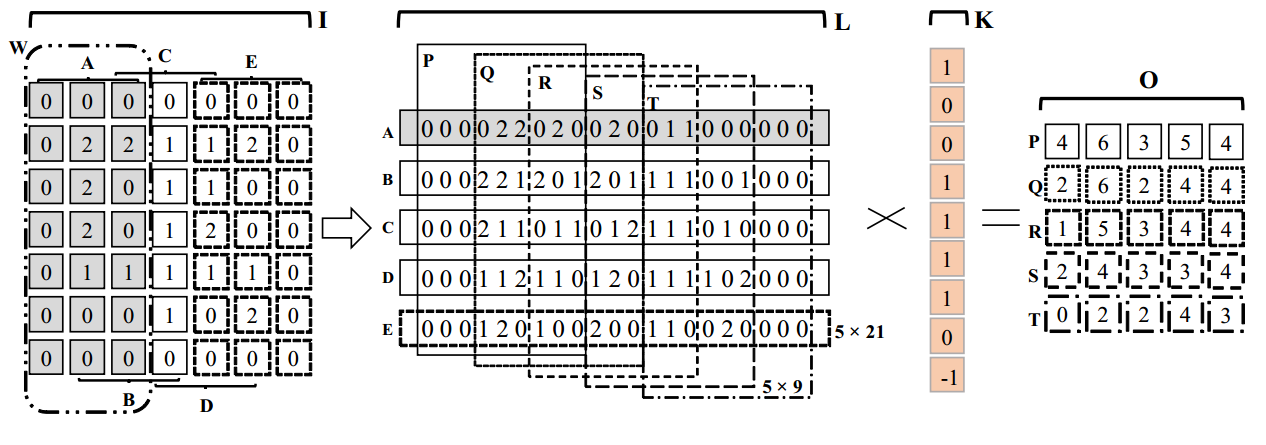 I
L
K
O
W
A
C
E
0 0 0 0 0 0 0
0 2 2 1 1 2 0
0 2 0 1 1 0 0
0 2 0 1 2 0 0
0 1 1 1 1 1 0
0 0 0 1 0 2 0
0 0 0 0 0 0 0
B
D
P
Q
R
S
T
A 0 0 0 0 2 2 0 2 0 0 2 0 0 1 1 0 0 0 0 0 0
B 0 0 0 2 2 1 2 0 1 2 0 1 1 1 1 0 0 1 0 0 0
C 0 0 0 2 1 1 0 1 1 0 1 2 1 1 1 0 1 0 0 0 0
D 0 0 0 1 1 2 1 1 0 1 2 0 1 1 1 1 0 2 0 0 0
E 0 0 0 1 2 0 1 0 0 2 0 0 1 1 0 0 2 0 0 0 0
5 × 21
5 × 9
×
1
0
0
1
1
1
1
0
-1
=
P 4 6 3 5 4
Q 2 6 2 4 4
R 1 5 3 4 4
S 2 4 3 3 4
T 0 2 2 4 3